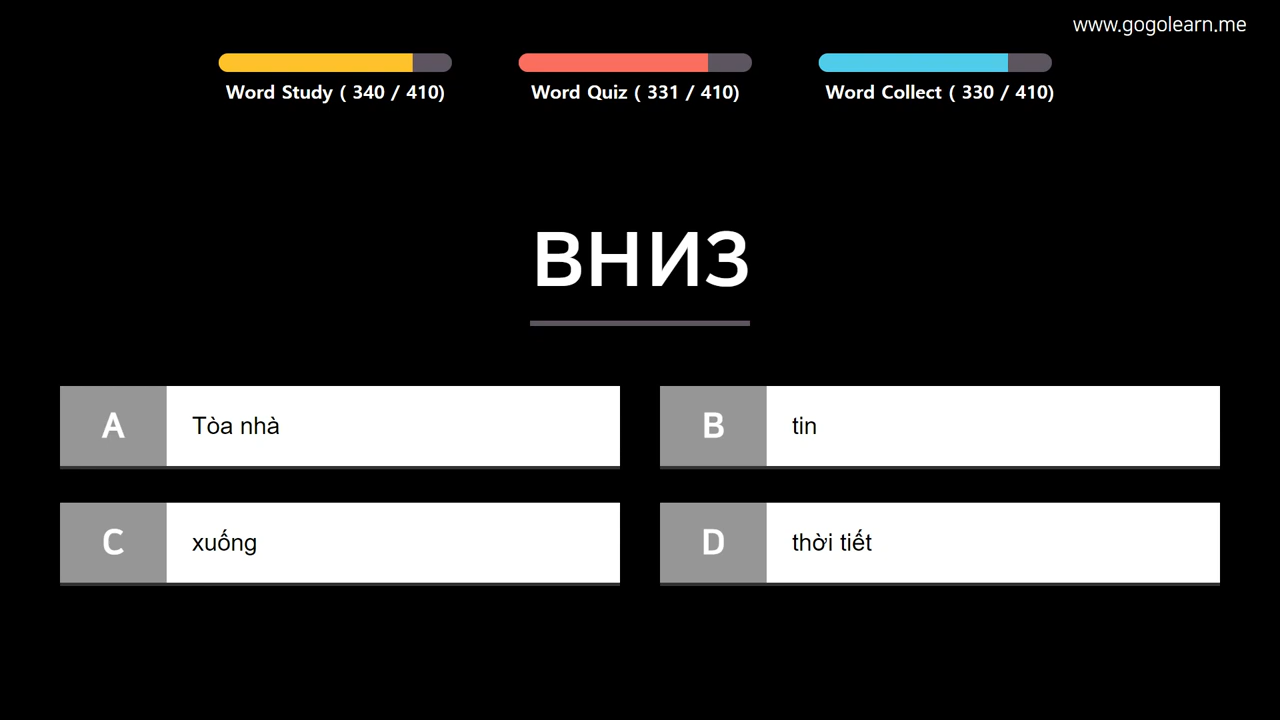 www.gogolearn.me
Word Study ( 340 / 410)
Word Quiz ( 331 / 410)
Word Collect ( 330 / 410)
вниз
A
Tòa nhà
B
tin
C
xuống
D
thời tiết